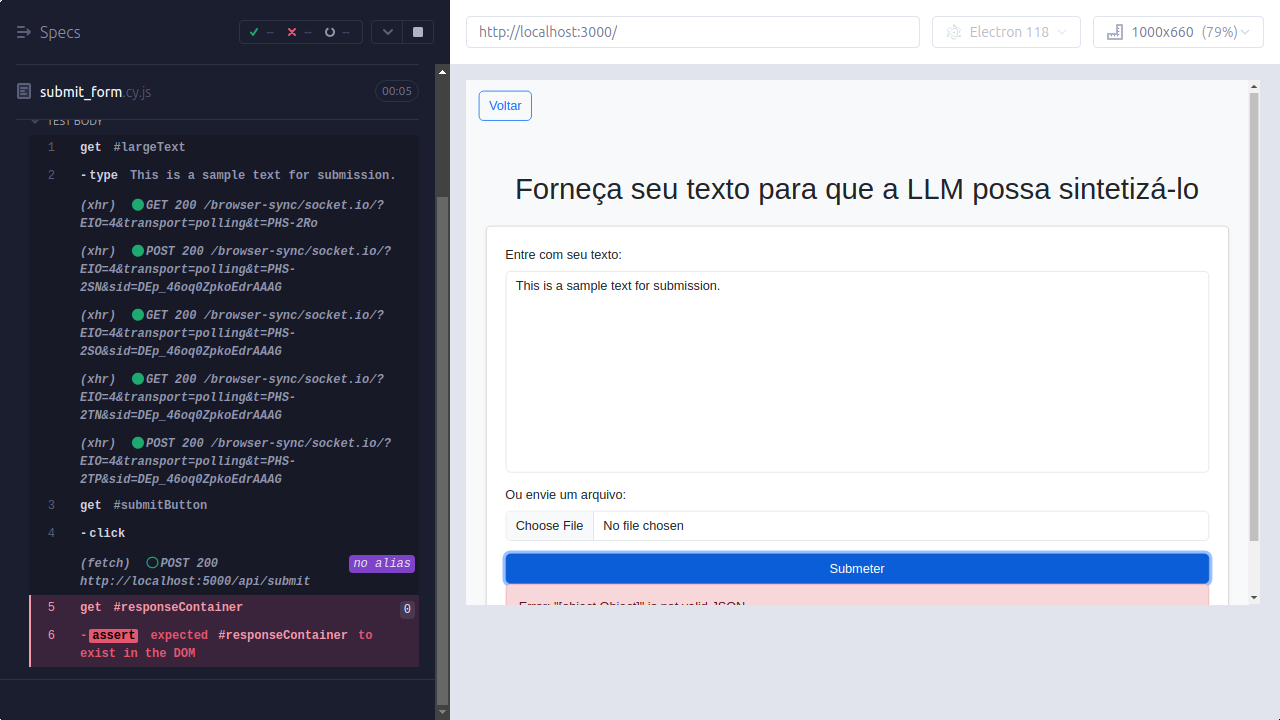 Specs
--
--
--
submit_form.cy.js
00:05
TEST BODY
1 get #largeText
2 -type This is a sample text for submission.
(xhr) GET 200 /browser-sync/socket.io/?
EIO=4&transport=polling&t=PHS-2Ro
(xhr) POST 200 /browser-sync/socket.io/?
EIO=4&transport=polling&t=PHS-
2SN&sid=DEp_46oq0ZpkoEdrAAAG
(xhr) GET 200 /browser-sync/socket.io/?
EIO=4&transport=polling&t=PHS-
2SO&sid=DEp_46oq0ZpkoEdrAAAG
(xhr) GET 200 /browser-sync/socket.io/?
EIO=4&transport=polling&t=PHS-
2TN&sid=DEp_46oq0ZpkoEdrAAAG
(xhr) POST 200 /browser-sync/socket.io/?
EIO=4&transport=polling&t=PHS-
2TP&sid=DEp_46oq0ZpkoEdrAAAG
3 get #submitButton
4 -click
(fetch) POST 200 no alias
http://localhost:5000/api/submit
5 get #responseContainer 0
6 -assert expected #responseContainer to
exist in the DOM
http://localhost:3000/
Electron 118
1000x660 (79%)
Voltar
Forneça seu texto para que a LLM possa sintetizá-lo
Entre com seu texto:
This is a sample text for submission.
Ou envie um arquivo:
Choose File No file chosen
Submeter
Error: "[object Object]" is not valid JSON